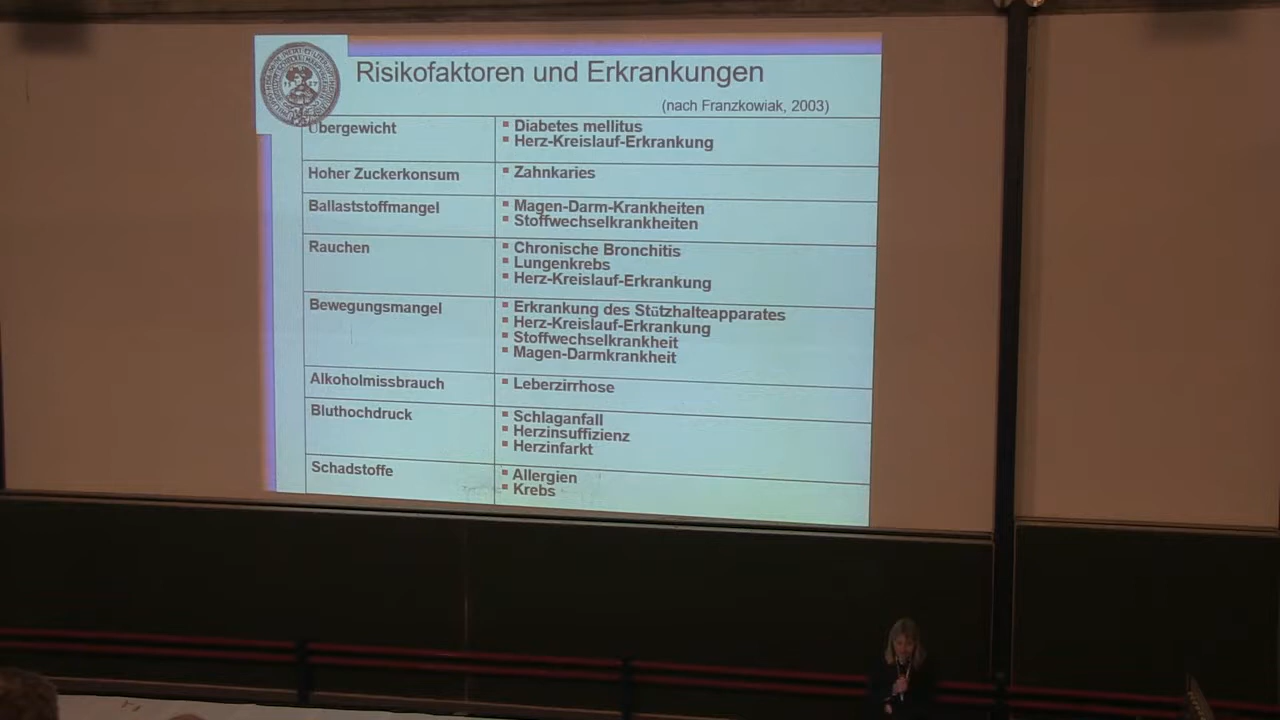 Risikofaktoren und Erkrankungen
(nach Franzkowiak, 2003)
Übergewicht
▪ Diabetes mellitus
▪ Herz-Kreislauf-Erkrankung
Hoher Zuckerkonsum
▪ Zahnkaries
Ballaststoffmangel
▪ Magen-Darm-Krankheiten
▪ Stoffwechselkrankheiten
Rauchen
▪ Chronische Bronchitis
▪ Lungenkrebs
▪ Herz-Kreislauf-Erkrankung
Bewegungsmangel
▪ Erkrankung des Stützhalteapparates
▪ Herz-Kreislauf-Erkrankung
▪ Stoffwechselkrankheit
▪ Magen-Darmkrankheit
Alkoholmissbrauch
▪ Leberzirrhose
Bluthochdruck
▪ Schlaganfall
▪ Herzinsuffizienz
▪ Herzinfarkt
Schadstoffe
▪ Allergien
▪ Krebs